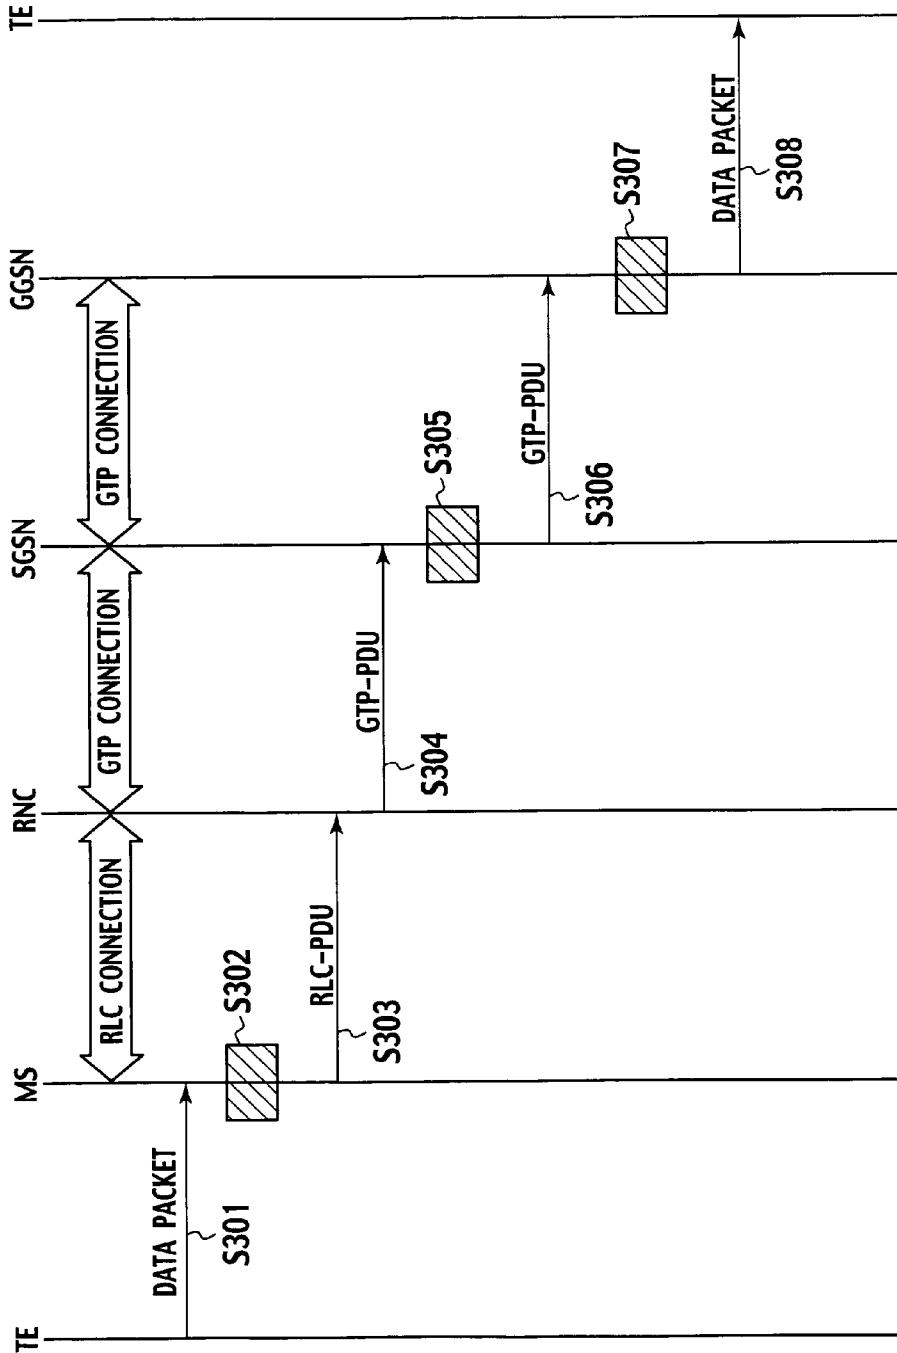 TE
MS
RNC
SGSN
GGSN
TE
RLC CONNECTION
GTP CONNECTION
GTP CONNECTION
DATA PACKET
S301
S302
RLC-PDU
S303
GTP-PDU
S304
S305
GTP-PDU
S306
S307
DATA PACKET
S308